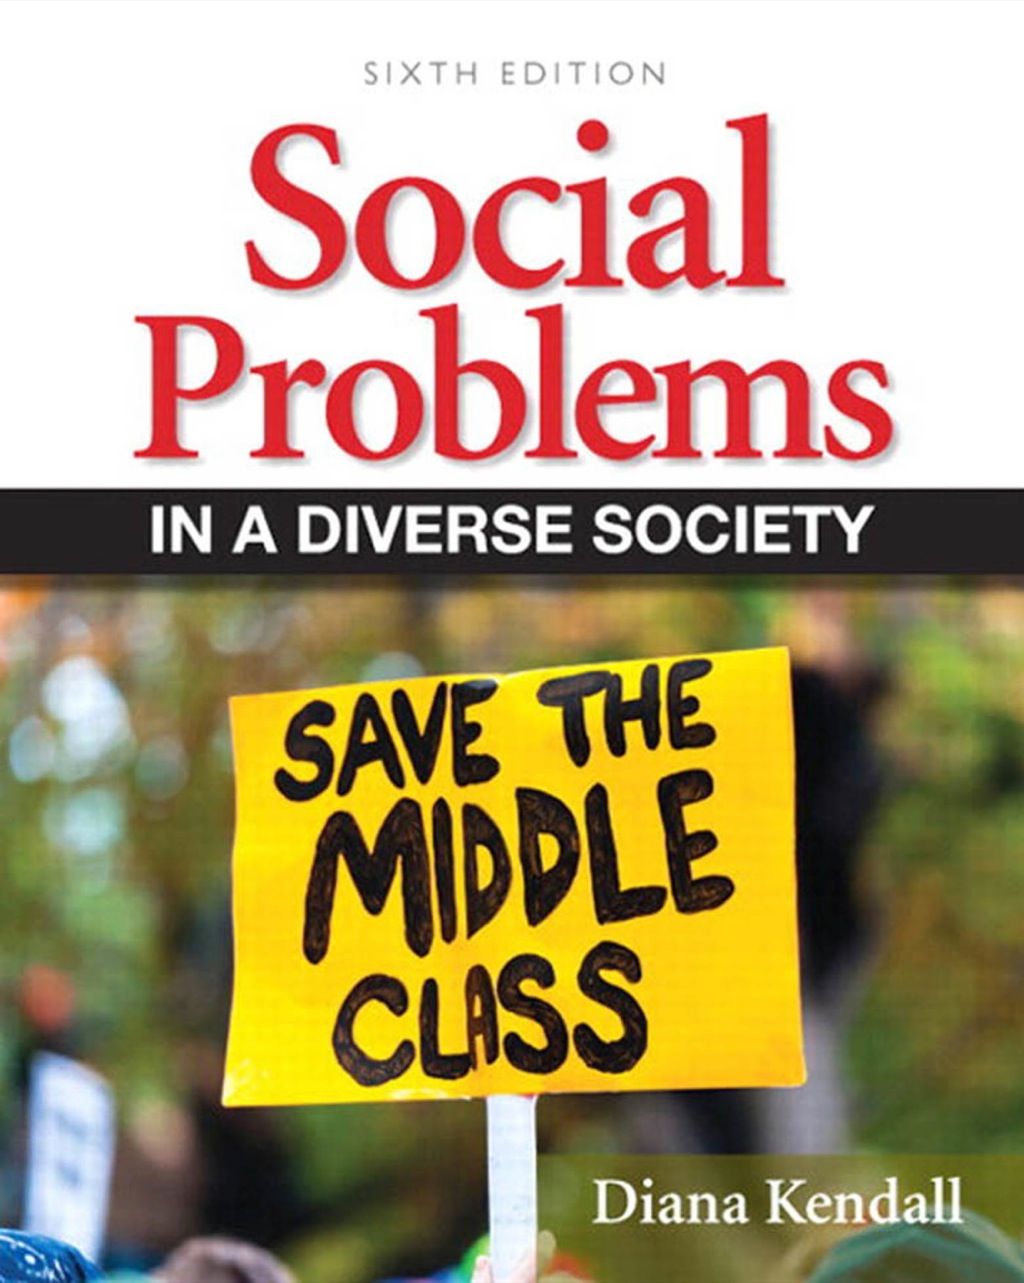 SIXTH EDITION
Social
Problems
IN A DIVERSE SOCIETY
SAVE THE
MIDDLE
CLASS
Diana Kendall